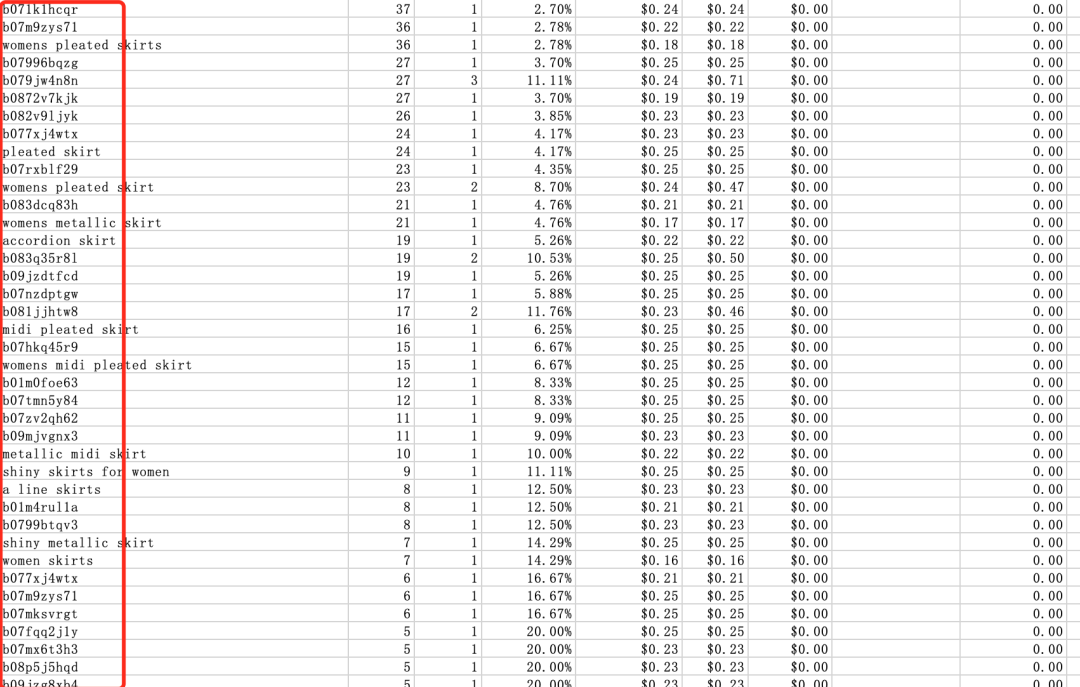 b071k1hcqr 37 1 2.70% $0.24 $0.24 $0.00 0.00
b07m9zys71 36 1 2.78% $0.22 $0.22 $0.00 0.00
womens pleated skirts 36 1 2.78% $0.18 $0.18 $0.00 0.00
b07996bqzg 27 1 3.70% $0.25 $0.25 $0.00 0.00
b079jw4n8n 27 3 11.11% $0.24 $0.71 $0.00 0.00
b0872v7kjk 27 1 3.70% $0.19 $0.19 $0.00 0.00
b082v9ljyk 26 1 3.85% $0.23 $0.23 $0.00 0.00
b077xj4wtx 24 1 4.17% $0.23 $0.23 $0.00 0.00
pleated skirt 24 1 4.17% $0.25 $0.25 $0.00 0.00
b07rxblf29 23 1 4.35% $0.25 $0.25 $0.00 0.00
womens pleated skirt 23 2 8.70% $0.24 $0.47 $0.00 0.00
b083dcq83h 21 1 4.76% $0.21 $0.21 $0.00 0.00
womens metallic skirt 21 1 4.76% $0.17 $0.17 $0.00 0.00
accordion skirt 19 1 5.26% $0.22 $0.22 $0.00 0.00
b083q35r8l 19 2 10.53% $0.25 $0.50 $0.00 0.00
b09jzdtfcd 19 1 5.26% $0.25 $0.25 $0.00 0.00
b07nzdptgw 17 1 5.88% $0.25 $0.25 $0.00 0.00
b081jjhtw8 17 2 11.76% $0.23 $0.46 $0.00 0.00
midi pleated skirt 16 1 6.25% $0.25 $0.25 $0.00 0.00
b07hkq45r9 15 1 6.67% $0.25 $0.25 $0.00 0.00
womens midi pleated skirt 15 1 6.67% $0.25 $0.25 $0.00 0.00
b01m0foe63 12 1 8.33% $0.25 $0.25 $0.00 0.00
b07tmn5y84 12 1 8.33% $0.25 $0.25 $0.00 0.00
b07zv2qh62 11 1 9.09% $0.25 $0.25 $0.00 0.00
b09mjvgnx3 11 1 9.09% $0.23 $0.23 $0.00 0.00
metallic midi skirt 10 1 10.00% $0.22 $0.22 $0.00 0.00
shiny skirts for women 9 1 11.11% $0.25 $0.25 $0.00 0.00
a line skirts 8 1 12.50% $0.23 $0.23 $0.00 0.00
b01m4rul1a 8 1 12.50% $0.21 $0.21 $0.00 0.00
b0799btqv3 8 1 12.50% $0.23 $0.23 $0.00 0.00
shiny metallic skirt 7 1 14.29% $0.25 $0.25 $0.00 0.00
women skirts 7 1 14.29% $0.16 $0.16 $0.00 0.00
b077xj4wtx 6 1 16.67% $0.21 $0.21 $0.00 0.00
b07m9zys71 6 1 16.67% $0.25 $0.25 $0.00 0.00
b07mksvrgt 6 1 16.67% $0.25 $0.25 $0.00 0.00
b07fqq2jly 5 1 20.00% $0.25 $0.25 $0.00 0.00
b07mx6t3h3 5 1 20.00% $0.23 $0.23 $0.00 0.00
b08p5j5hqd 5 1 20.00% $0.23 $0.23 $0.00 0.00
b09jzg8xb4 5 1 20.00% $0.23 $0.23 $0.00 0.00